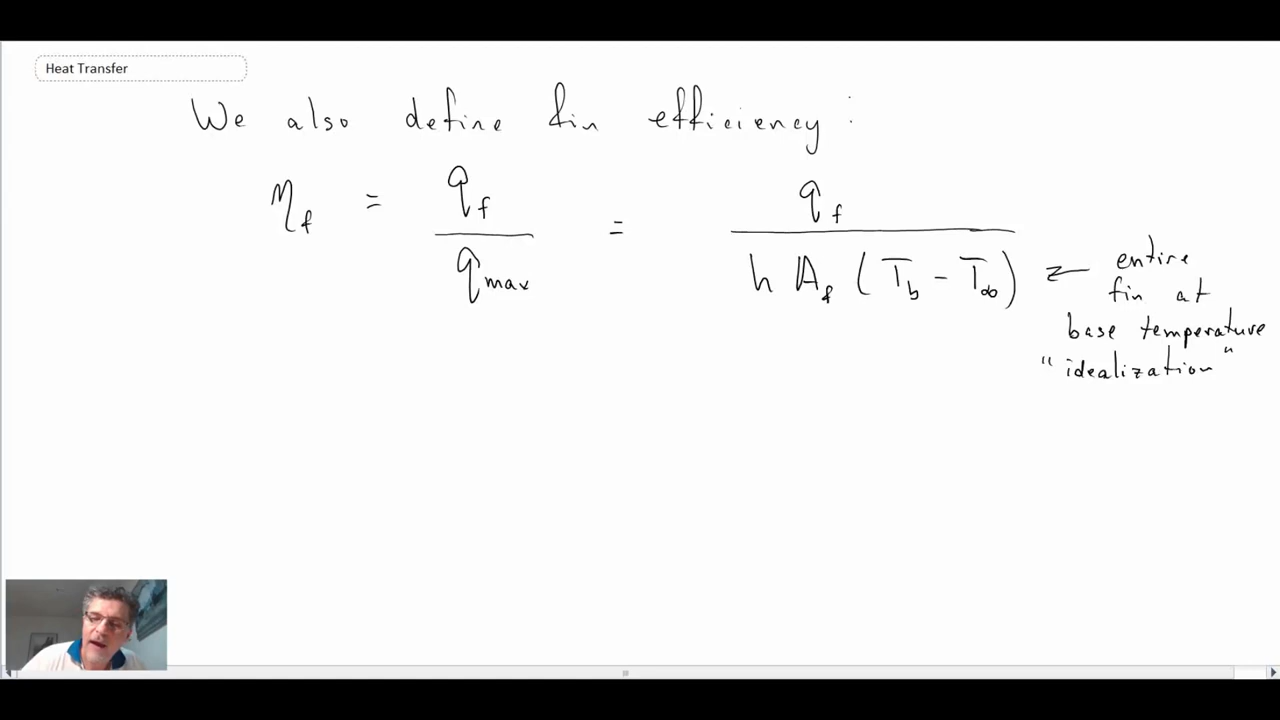 Heat Transfer
We also define fin efficiency :
η_f = q_f / q_max = q_f / h A_f (T_b - T_∞) ← entire
fin at
base temperature
"idealization"